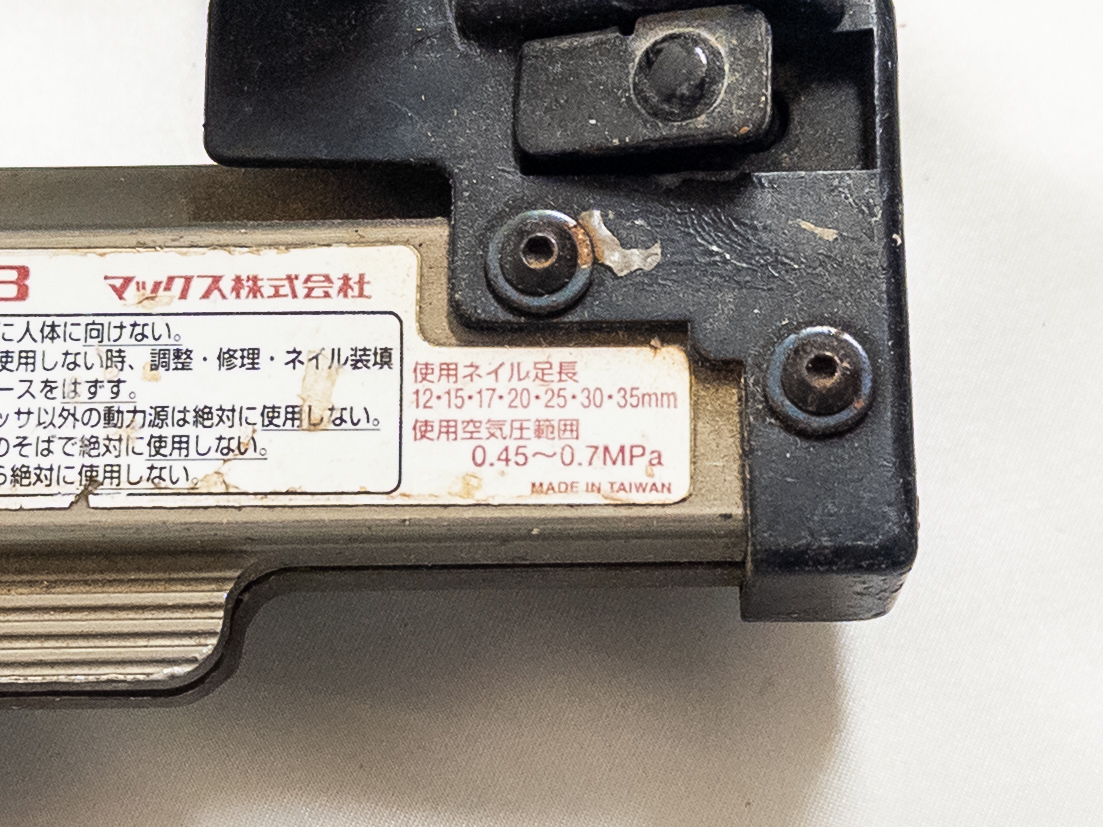 3 マックス株式会社
に人体に向けない。
使用しない時、調整・修理・ネイル装填
ースをはずす。
ッサ以外の動力源は絶対に使用しない。
のそばで絶対に使用しない。
ら絶対に使用しない。
使用ネイル足長
12・15・17・20・25・30・35mm
使用空気圧範囲
0.45～0.7MPa
MADE IN TAIWAN